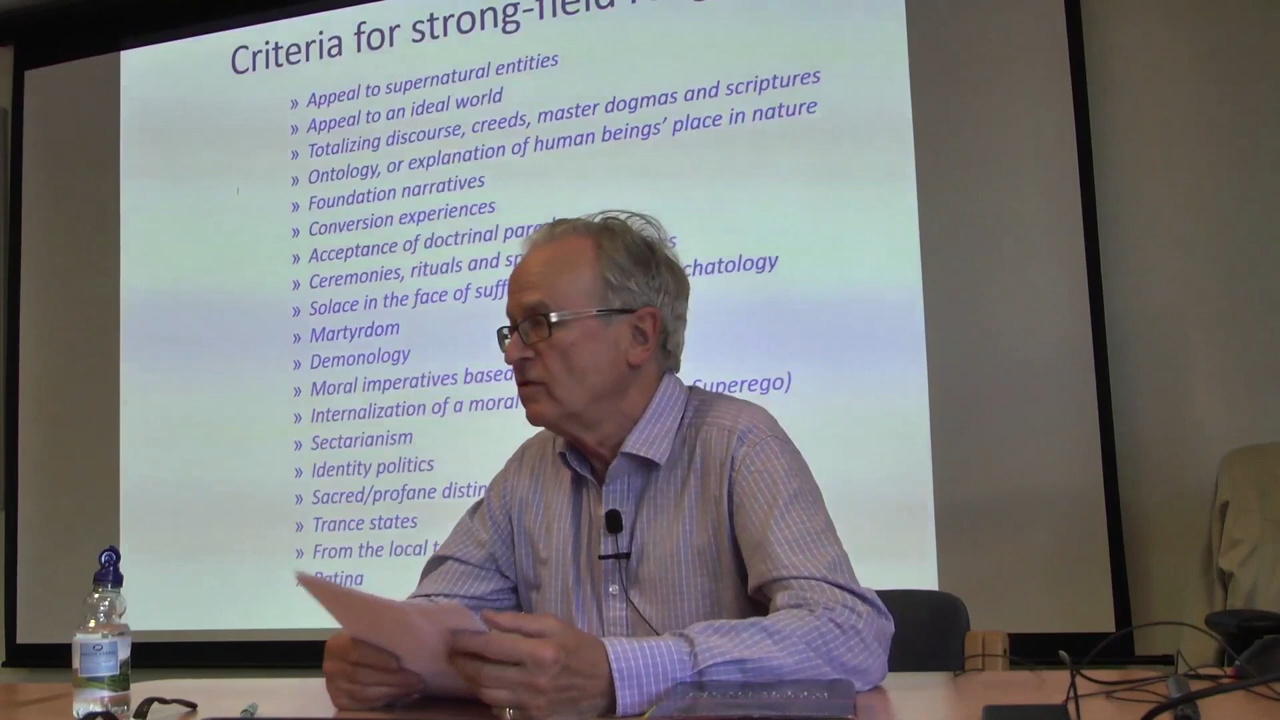 Criteria for strong-field
» Appeal to supernatural entities
» Appeal to an ideal world
» Totalizing discourse, creeds, master dogmas and scriptures
» Ontology, or explanation of human beings' place in nature
» Foundation narratives
» Conversion experiences
» Acceptance of doctrinal
» Ceremonies, rituals and
» Solace in the face of
» Martyrdom
» Demonology
» Moral imperatives based
» Internalization of a moral Superego)
» Sectarianism
» Identity politics
» Sacred/profane
» Trance states
» From the local
» Patina